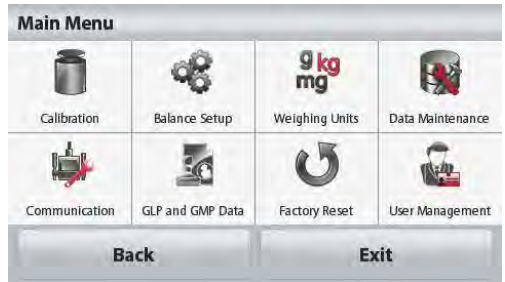 Main Menu
g kg
mg
Calibration
Balance Setup
Weighing Units
Data Maintenance
Communication
GLP and GMP Data
Factory Reset
User Management
Back
Exit